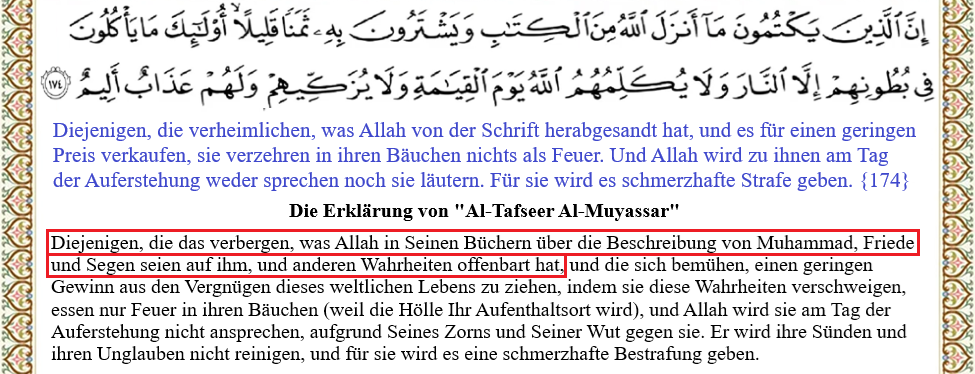 إِنَّ ٱلَّذِينَ يَكْتُمُونَ مَآ أَنزَلَ ٱللَّهُ مِنَ ٱلْكِتَٰبِ وَيَشْتَرُونَ بِهِۦ ثَمَنًا قَلِيلًا أُو۟لَٰٓئِكَ مَا يَأْكُلُونَ
فِى بُطُونِهِمْ إِلَّا ٱلنَّارَ وَلَا يُكَلِّمُهُمُ ٱللَّهُ يَوْمَ ٱلْقِيَٰمَةِ وَلَا يُزَكِّيهِمْ وَلَهُمْ عَذَابٌ أَلِيمٌ ١٧٤
Diejenigen, die verheimlichen, was Allah von der Schrift herabgesandt hat, und es für einen geringen
Preis verkaufen, sie verzehren in ihren Bäuchen nichts als Feuer. Und Allah wird zu ihnen am Tag
der Auferstehung weder sprechen noch sie läutern. Für sie wird es schmerzhafte Strafe geben. {174}
Die Erklärung von "Al-Tafseer Al-Muyassar"
Diejenigen, die das verbergen, was Allah in Seinen Büchern über die Beschreibung von Muhammad, Friede
und Segen seien auf ihm, und anderen Wahrheiten offenbart hat, und die sich bemühen, einen geringen
Gewinn aus den Vergnügen dieses weltlichen Lebens zu ziehen, indem sie diese Wahrheiten verschweigen,
essen nur Feuer in ihren Bäuchen (weil die Hölle Ihr Aufenthaltsort wird), und Allah wird sie am Tag der
Auferstehung nicht ansprechen, aufgrund Seines Zorns und Seiner Wut gegen sie. Er wird ihre Sünden und
ihren Unglauben nicht reinigen, und für sie wird es eine schmerzhafte Bestrafung geben.